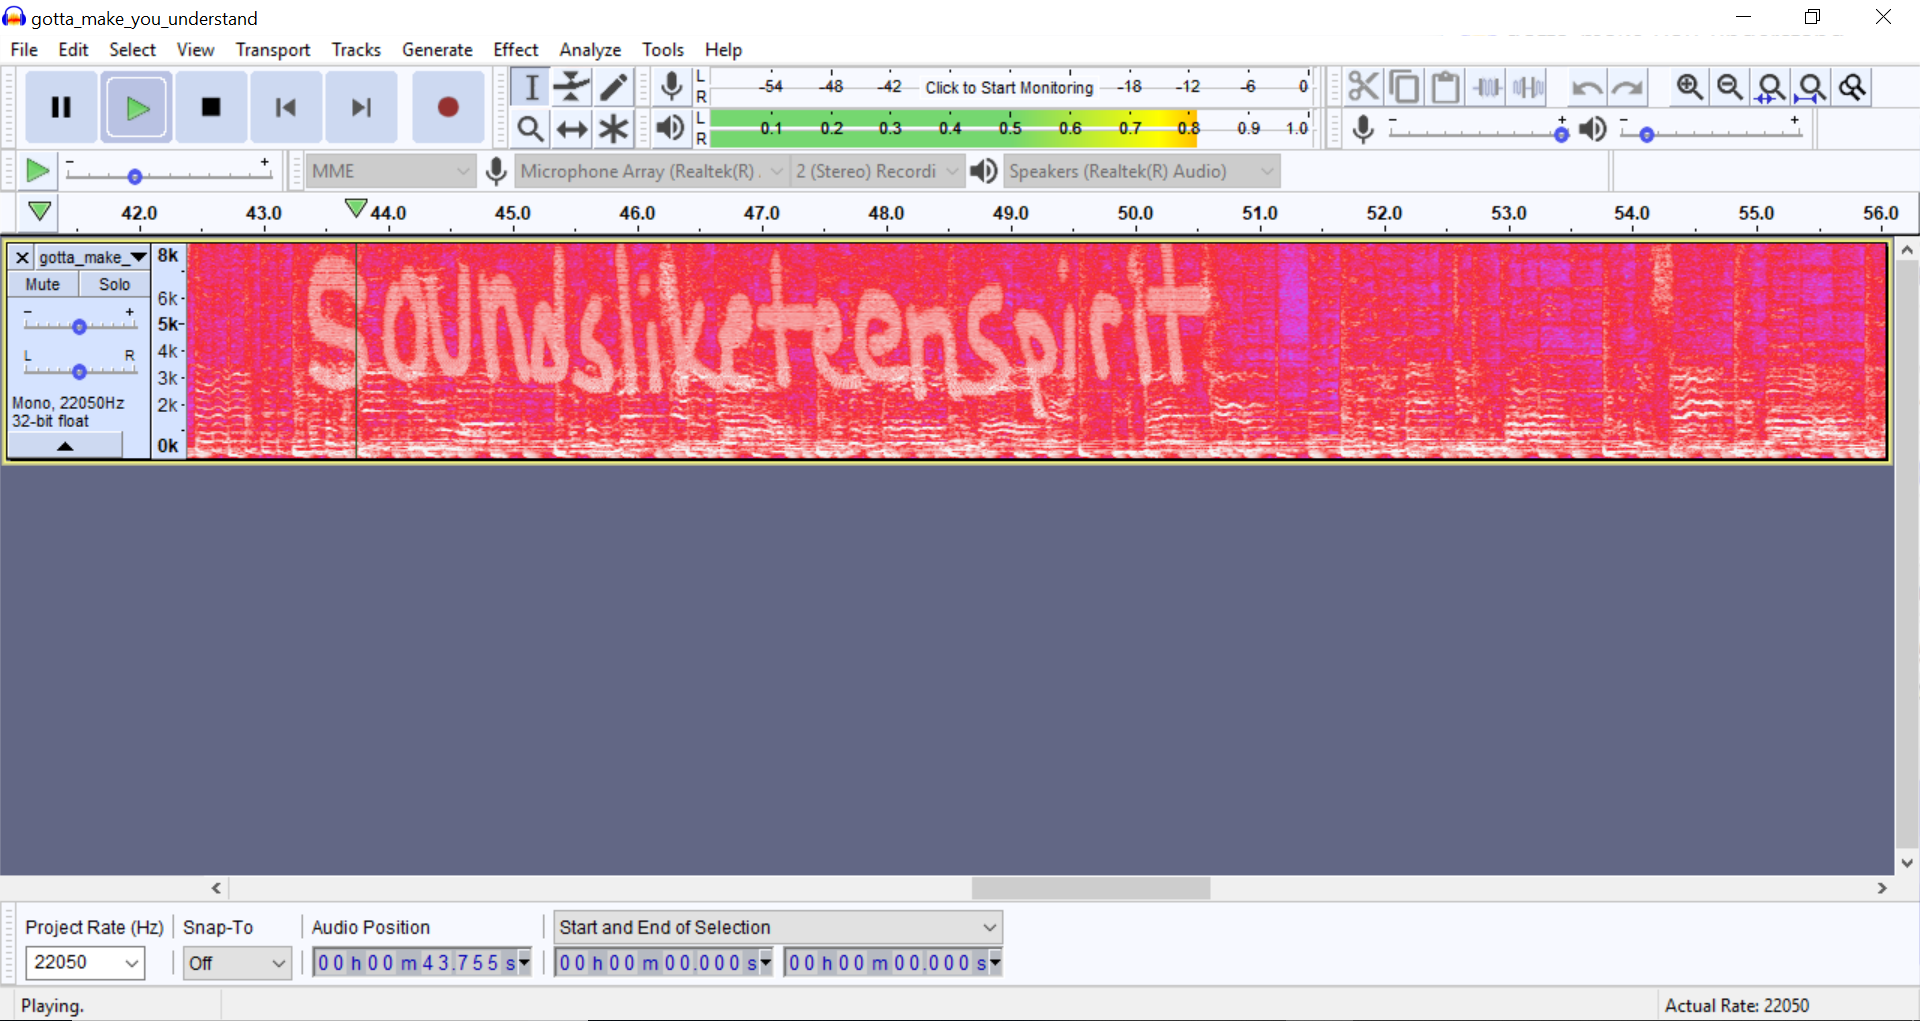 gotta_make_you_understand
File Edit Select View Transport Tracks Generate Effect Analyze Tools Help
L R -54 -48 -42 Click to Start Monitoring -18 -12 -6 0
L R 0.1 0.2 0.3 0.4 0.5 0.6 0.7 0.8 0.9 1.0
- + - +
- + MME Microphone Array (Realtek(R) . 2 (Stereo) Recordi Speakers (Realtek(R) Audio)
42.0 43.0 44.0 45.0 46.0 47.0 48.0 49.0 50.0 51.0 52.0 53.0 54.0 55.0 56.0
gotta_make_
Mute Solo
- +
L R
Mono, 22050Hz
32-bit float
8k
6k
5k
4k
3k
2k
0k
Soundsliketeenspirit
Project Rate (Hz) Snap-To Audio Position Start and End of Selection
22050 Off 00 h 00 m 43.755 s 00 h 00 m 00.000 s 00 h 00 m 00.000 s
Playing. Actual Rate: 22050